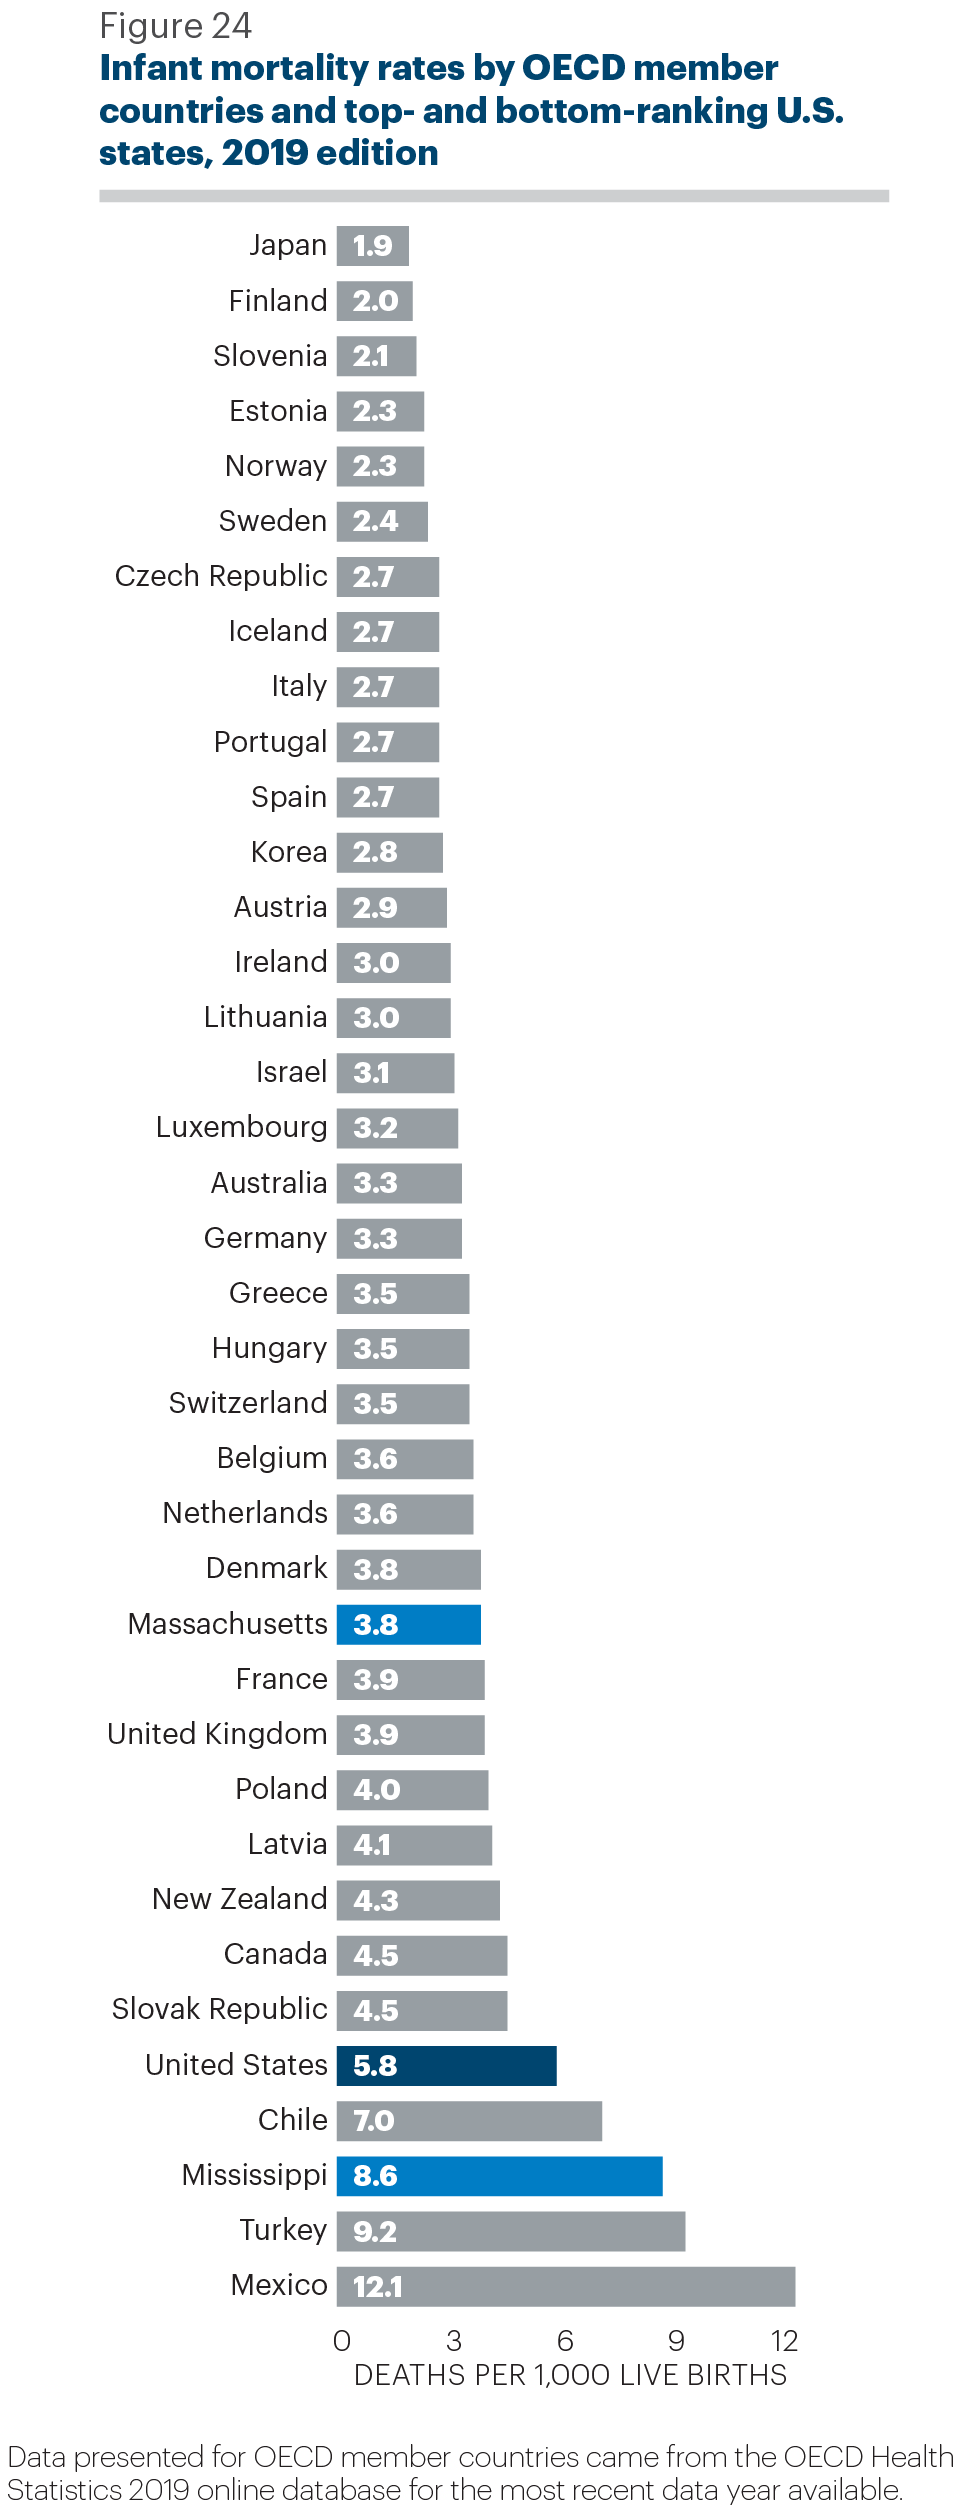 Figure 24
Infant mortality rates by OECD member
countries and top- and bottom-ranking U.S.
states, 2019 edition
Japan 1.9
Finland 2.0
Slovenia 2.1
Estonia 2.3
Norway 2.3
Sweden 2.4
Czech Republic 2.7
Iceland 2.7
Italy 2.7
Portugal 2.7
Spain 2.7
Korea 2.8
Austria 2.9
Ireland 3.0
Lithuania 3.0
Israel 3.1
Luxembourg 3.2
Australia 3.3
Germany 3.3
Greece 3.5
Hungary 3.5
Switzerland 3.5
Belgium 3.6
Netherlands 3.6
Denmark 3.8
Massachusetts 3.8
France 3.9
United Kingdom 3.9
Poland 4.0
Latvia 4.1
New Zealand 4.3
Canada 4.5
Slovak Republic 4.5
United States 5.8
Chile 7.0
Mississippi 8.6
Turkey 9.2
Mexico 12.1
0 3 6 9 12
DEATHS PER 1,000 LIVE BIRTHS
Data presented for OECD member countries came from the OECD Health
Statistics 2019 online database for the most recent data year available.